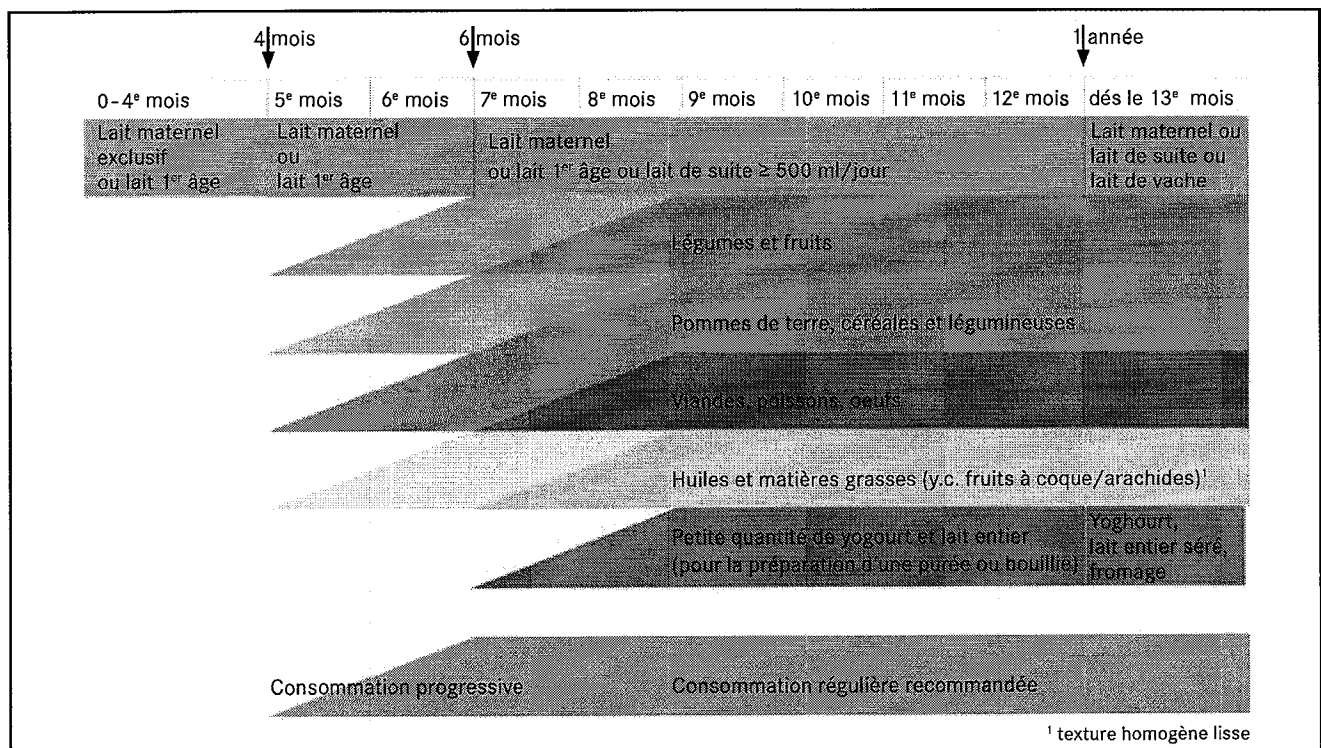 4 mois 6 mois 1 année
0-4e mois 5e mois 6e mois 7e mois 8e mois 9e mois 10e mois 11e mois 12e mois dés le 13e mois
Lait maternel
exclusif
ou lait 1er âge
Lait maternel
ou
lait 1er âge
Lait maternel
ou lait 1er âge ou lait de suite ≥ 500 ml/jour
Lait maternel ou
lait de suite ou
lait de vache
Légumes et fruits
Pommes de terre, céréales et légumineuses
Viandes, poissons, oeufs
Huiles et matières grasses (y.c. fruits à coque/arachides)1
Petite quantité de yogourt et lait entier
(pour la préparation d'une purée ou bouillie)
Yoghourt,
lait entier séré,
fromage
Consommation progressive
Consommation régulière recommandée
1 texture homogène lisse